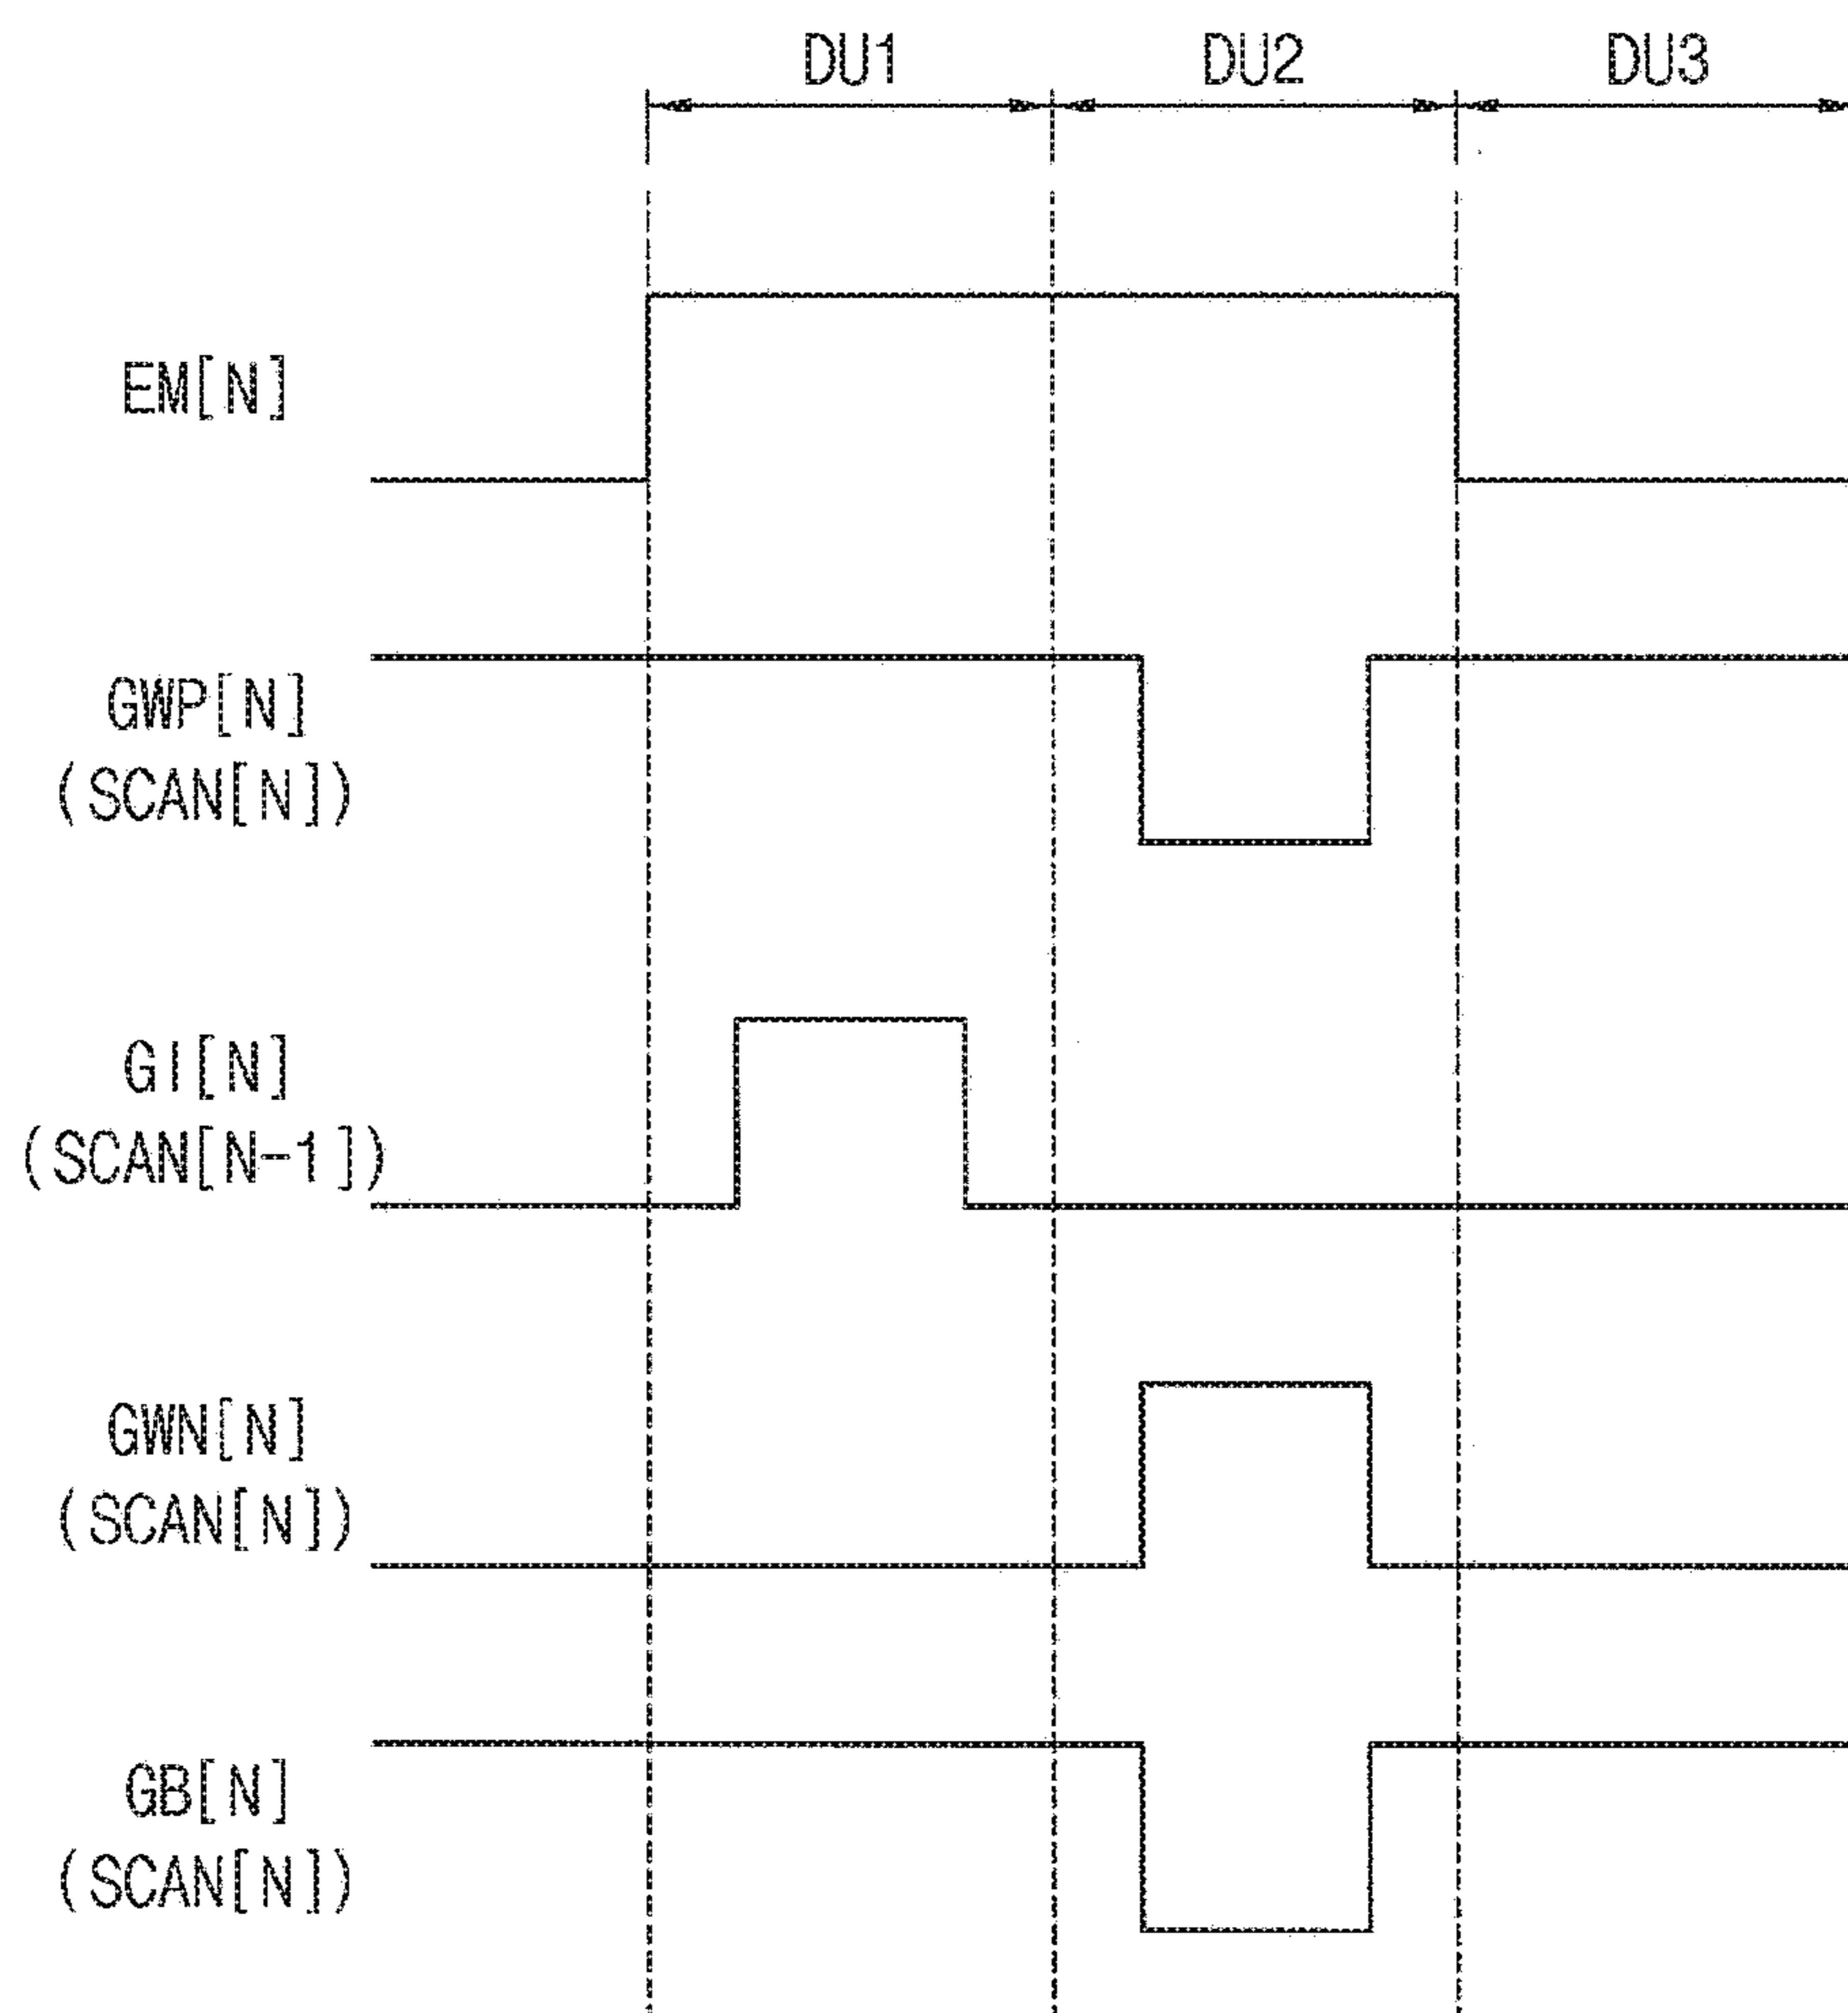 DU1 DU2 DU3
EM[N]
GWP[N]
(SCAN[N])
GI[N]
(SCAN[N-1])
GWN[N]
(SCAN[N])
GB[N]
(SCAN[N])